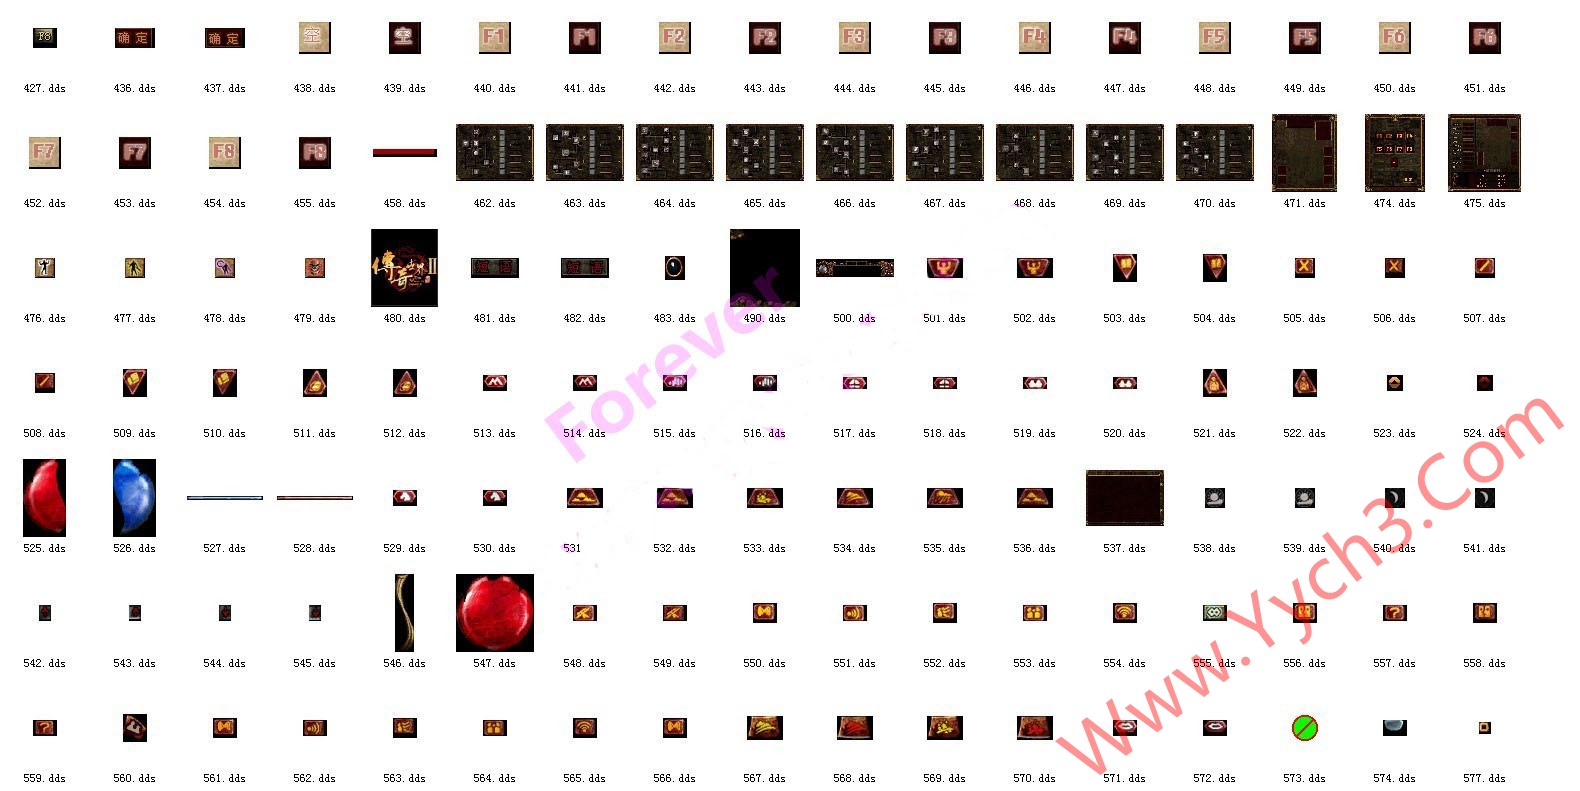 F8 确定 确定 空 空 F1 F1 F2 F2 F3 F3 F4 F4 F5 F5 F6 F6
427.dds 436.dds 437.dds 438.dds 439.dds 440.dds 441.dds 442.dds 443.dds 444.dds 445.dds 446.dds 447.dds 448.dds 449.dds 450.dds 451.dds
F7 F7 F8 F8
452.dds 453.dds 454.dds 455.dds 458.dds 462.dds 463.dds 464.dds 465.dds 466.dds 467.dds 468.dds 469.dds 470.dds 471.dds 474.dds 475.dds
傳奇世界II
476.dds 477.dds 478.dds 479.dds 480.dds 481.dds 482.dds 483.dds 490.dds 500.dds 501.dds 502.dds 503.dds 504.dds 505.dds 506.dds 507.dds
508.dds 509.dds 510.dds 511.dds 512.dds 513.dds 514.dds 515.dds 516.dds 517.dds 518.dds 519.dds 520.dds 521.dds 522.dds 523.dds 524.dds
525.dds 526.dds 527.dds 528.dds 529.dds 530.dds 531 532.dds 533.dds 534.dds 535.dds 536.dds 537.dds 538.dds 539.dds 540.dds 541.dds
542.dds 543.dds 544.dds 545.dds 546.dds 547.dds 548.dds 549.dds 550.dds 551.dds 552.dds 553.dds 554.dds 555.dds 556.dds 557.dds 558.dds
559.dds 560.dds 561.dds 562.dds 563.dds 564.dds 565.dds 566.dds 567.dds 568.dds 569.dds 570.dds 571.dds 572.dds 573.dds 574.dds 577.dds
Forever
Www.Yych3.Com